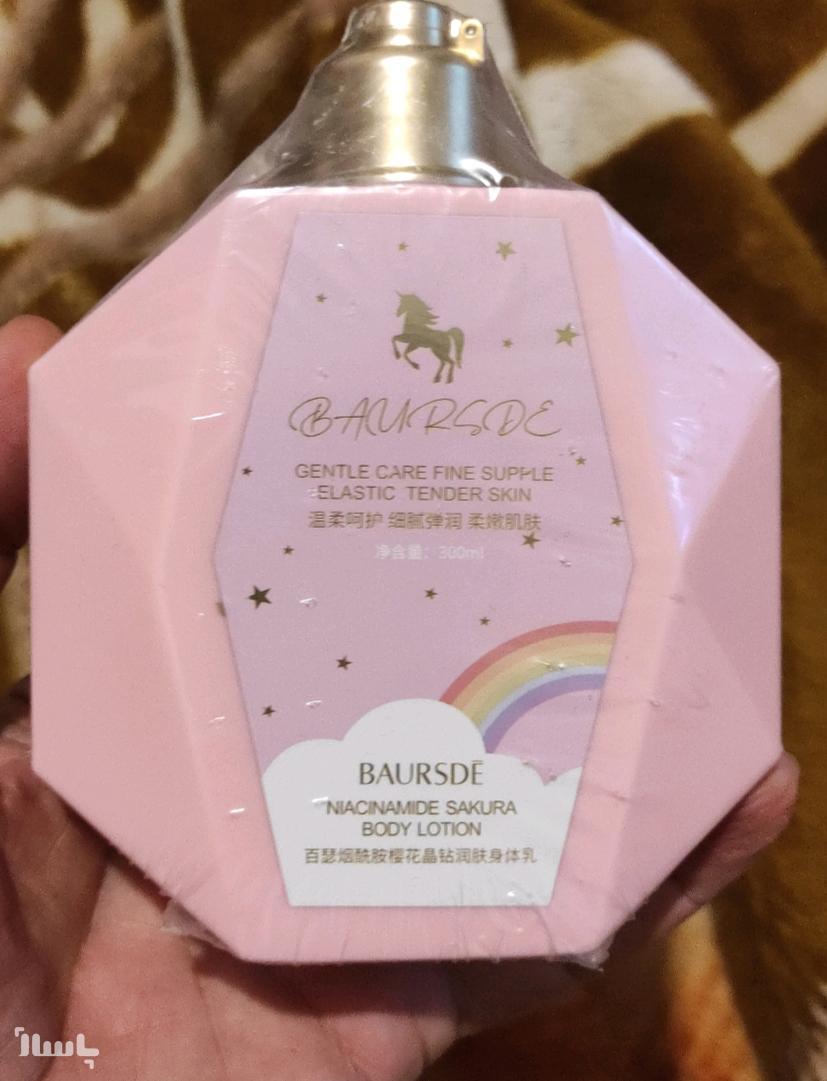 BAURSDE
GENTLE CARE FINE SUPPLE
ELASTIC TENDER SKIN
温柔呵护 细腻弹润 柔嫩肌肤
净含量：300ml
BAURSDĒ
NIACINAMIDE SAKURA
BODY LOTION
百瑟烟酰胺樱花晶钻润肤身体乳
باسلام